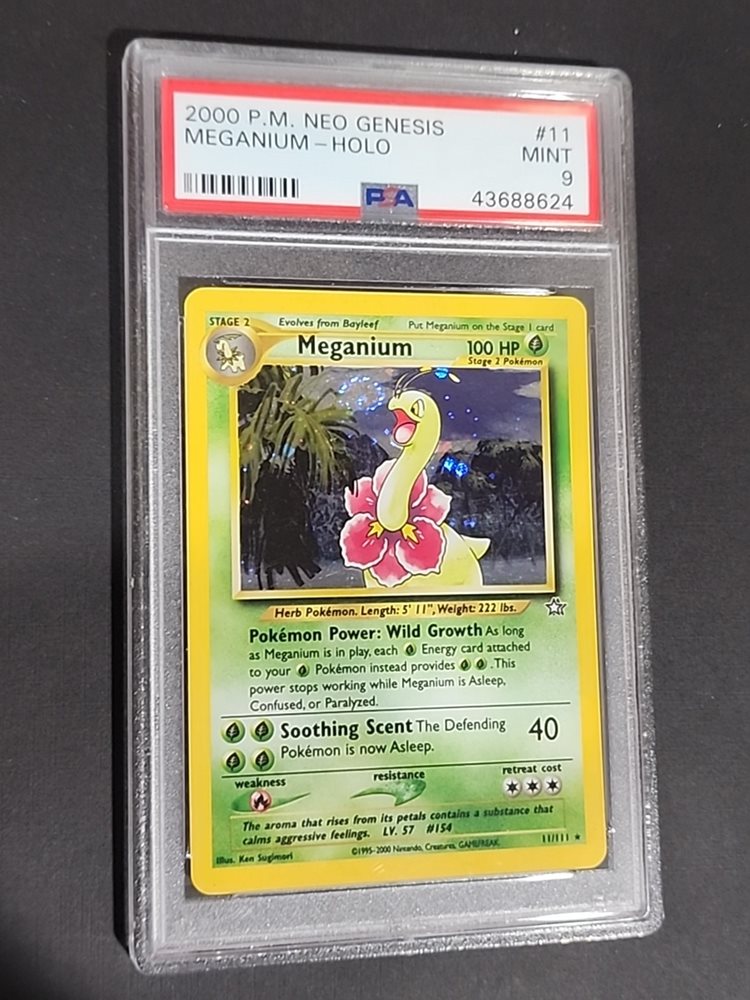 2000 P.M. NEO GENESIS #11
MEGANIUM - HOLO MINT
9
PSA 43688624
STAGE 2 Evolves from Bayleef Put Meganium on the Stage 1 card
Meganium 100 HP
Stage 2 Pokémon
Herb Pokémon. Length: 5' 11", Weight: 222 lbs.
Pokémon Power: Wild Growth As long
as Meganium is in play, each Energy card attached
to your Pokémon instead provides . This
power stops working while Meganium is Asleep,
Confused, or Paralyzed.
Soothing Scent The Defending 40
Pokémon is now Asleep.
weakness resistance retreat cost
The aroma that rises from its petals contains a substance that
calms aggressive feelings. LV. 57 #154
Illus. Ken Sugimori ©1995-2000 Nintendo, Creatures, GAMEFREAK. 11/111 ★